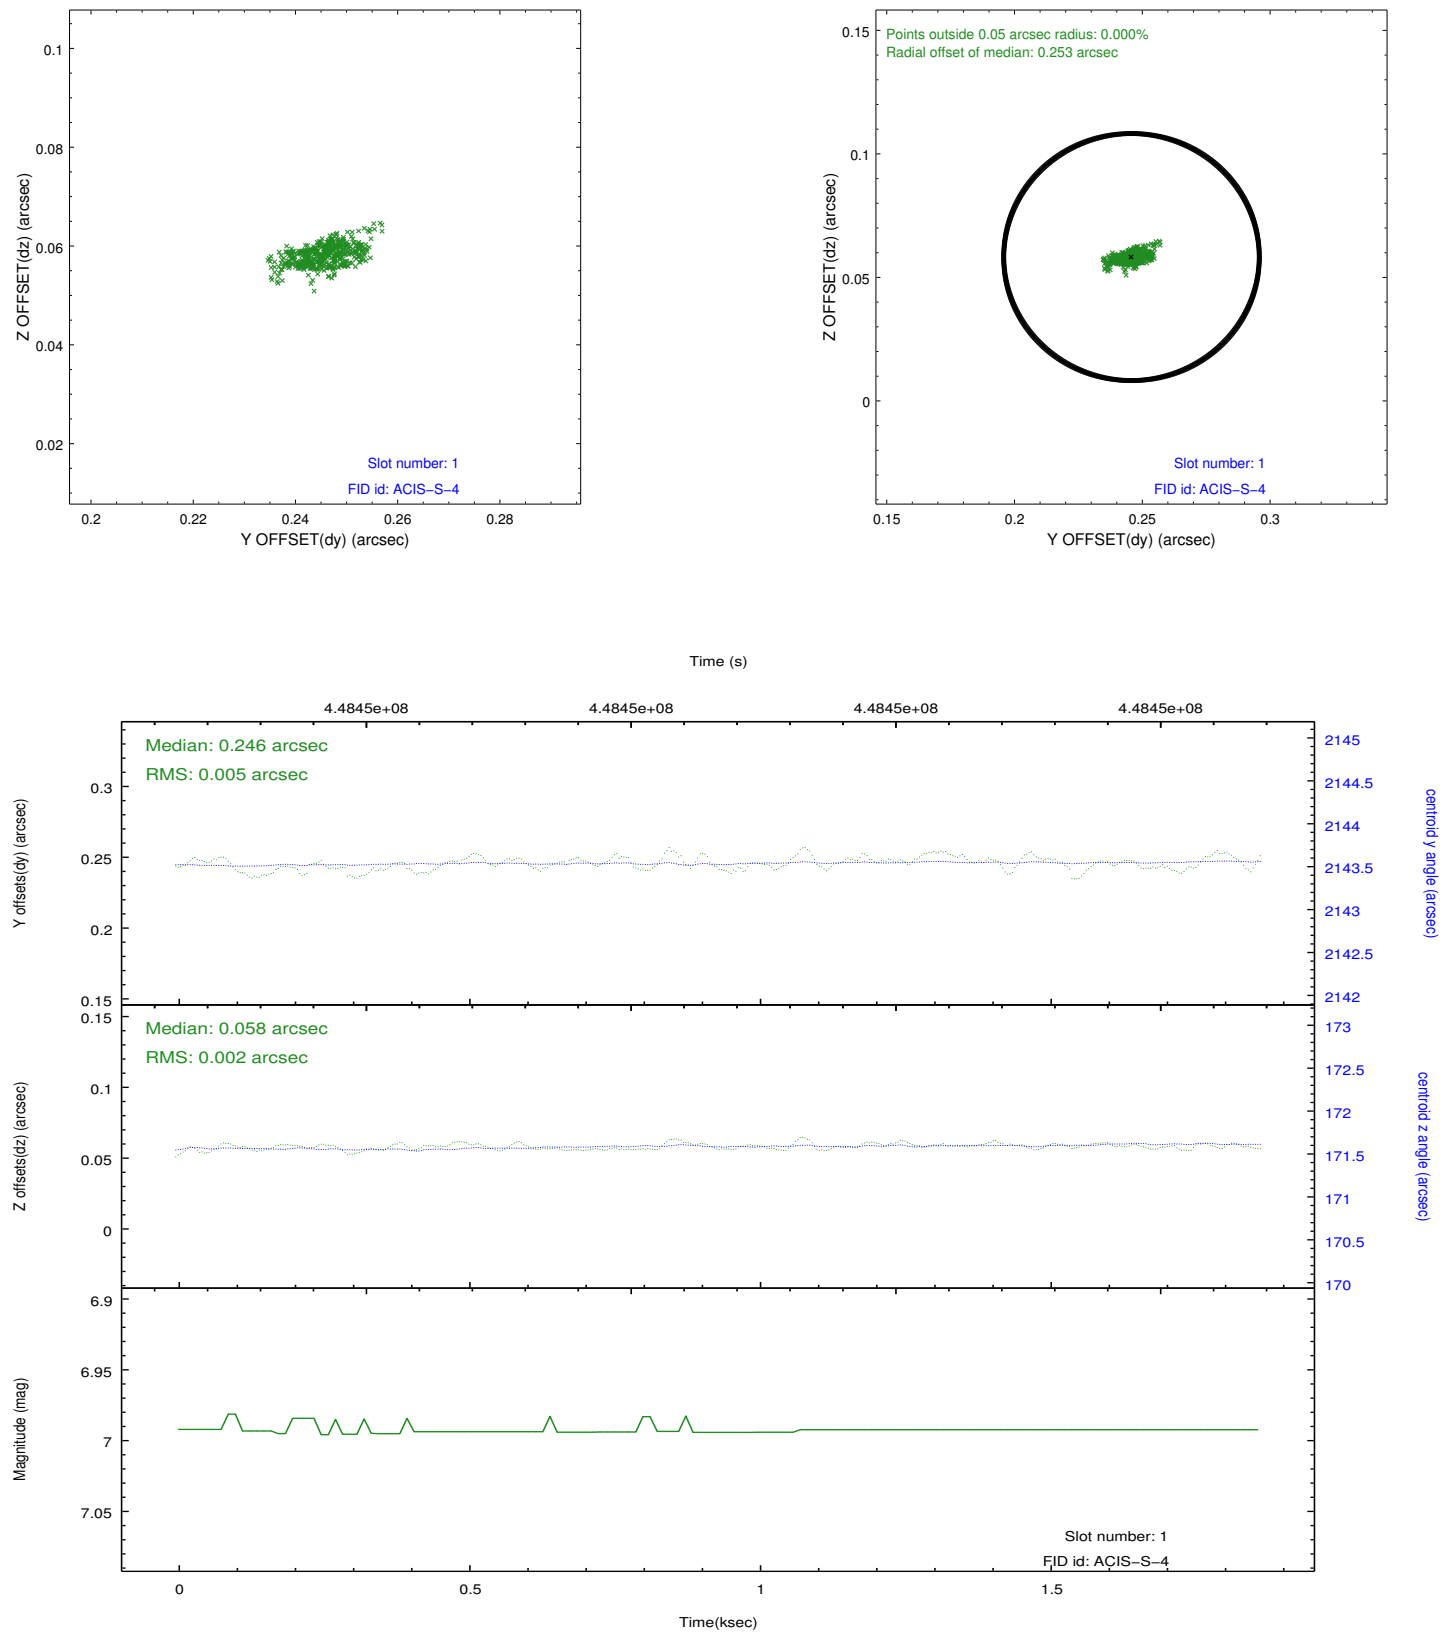 0.1
0.08
0.06
0.04
0.02
Z OFFSET(dz) (arcsec)
Slot number: 1
FID id: ACIS−S−4
0.2 0.22 0.24 0.26 0.28
Y OFFSET(dy) (arcsec)
Points outside 0.05 arcsec radius: 0.000%
Radial offset of median: 0.253 arcsec
0.15
0.1
0.05
0
Z OFFSET(dz) (arcsec)
Slot number: 1
FID id: ACIS−S−4
0.15 0.2 0.25 0.3
Y OFFSET(dy) (arcsec)
Time (s)
4.4845e+08 4.4845e+08 4.4845e+08 4.4845e+08
Median: 0.246 arcsec
RMS: 0.005 arcsec
0.3
0.25
0.2
0.15
Y offsets(dy) (arcsec)
2145
2144.5
2144
2143.5
2143
2142.5
2142
centroid y angle (arcsec)
Median: 0.058 arcsec
RMS: 0.002 arcsec
0.15
0.1
0.05
0
Z offsets(dz) (arcsec)
173
172.5
172
171.5
171
170.5
170
centroid z angle (arcsec)
6.9
6.95
7
7.05
Magnitude (mag)
Slot number: 1
FID id: ACIS−S−4
0 0.5 1 1.5
Time(ksec)